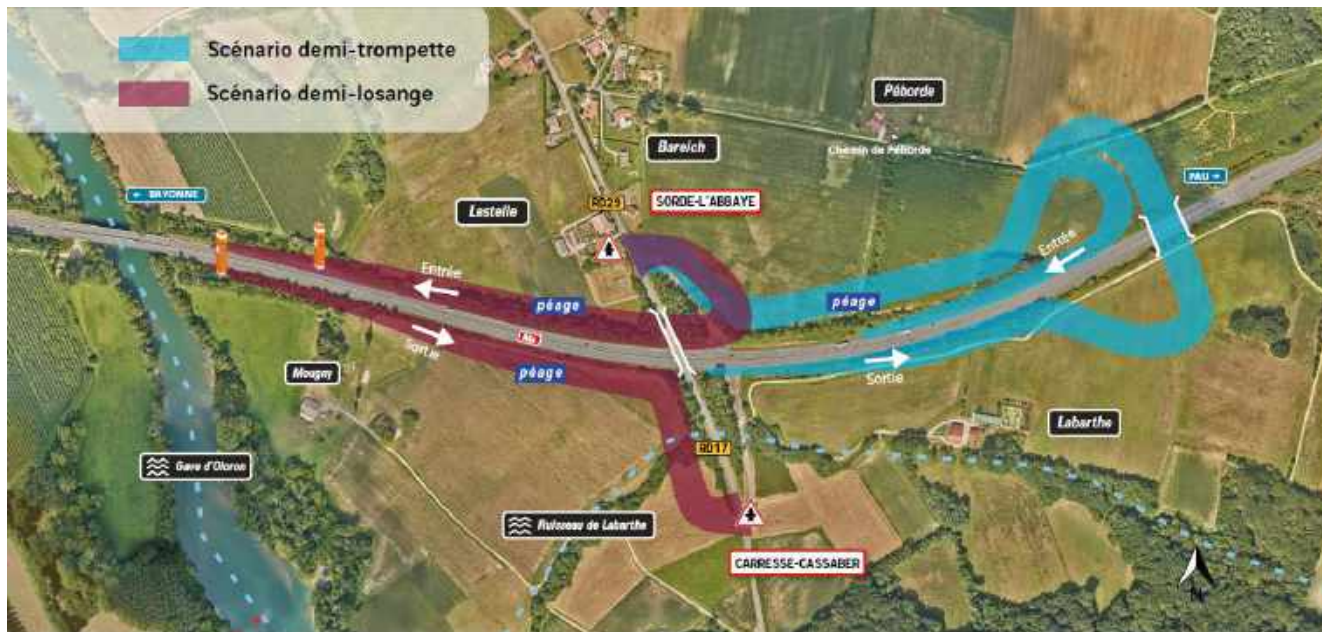 Scénario demi-trompette
Scénario demi-losange
Péborde
Chemin de Péborde
Bareich
← BAYONNE
PAU →
RD29
SORDE-L'ABBAYE
Lestelle
Entrée
Entrée
péage
péage
Sortie
péage
Sortie
Mougny
Labarthe
RD17
Gave d'Oloron
Ruisseau de Labarthe
CARRESSE-CASSABER
N